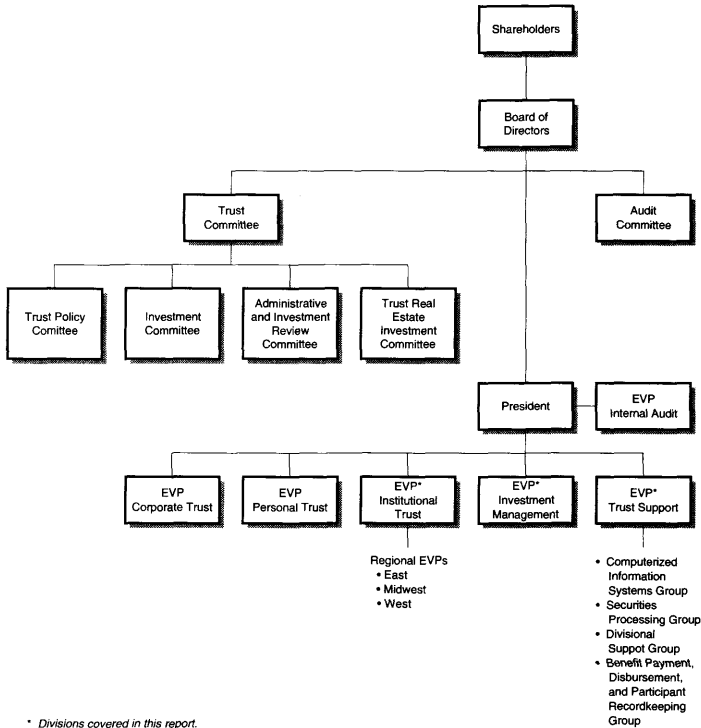 Shareholders
Board of
Directors
Trust
Committee
Audit
Committee
Trust Policy
Comittee
Investment
Committee
Administrative
and Investment
Review
Committee
Trust Real
Estate
Investment
Committee
President
EVP
Internal Audit
EVP
Corporate Trust
EVP
Personal Trust
EVP*
Institutional
Trust
EVP*
Investment
Management
EVP*
Trust Support
Regional EVPs
• East
• Midwest
• West
• Computerized
Information
Systems Group
• Securities
Processing Group
• Divisional
Suppot Group
• Benefit Payment,
Disbursement,
and Participant
Recordkeeping
Group
* Divisions covered in this report.